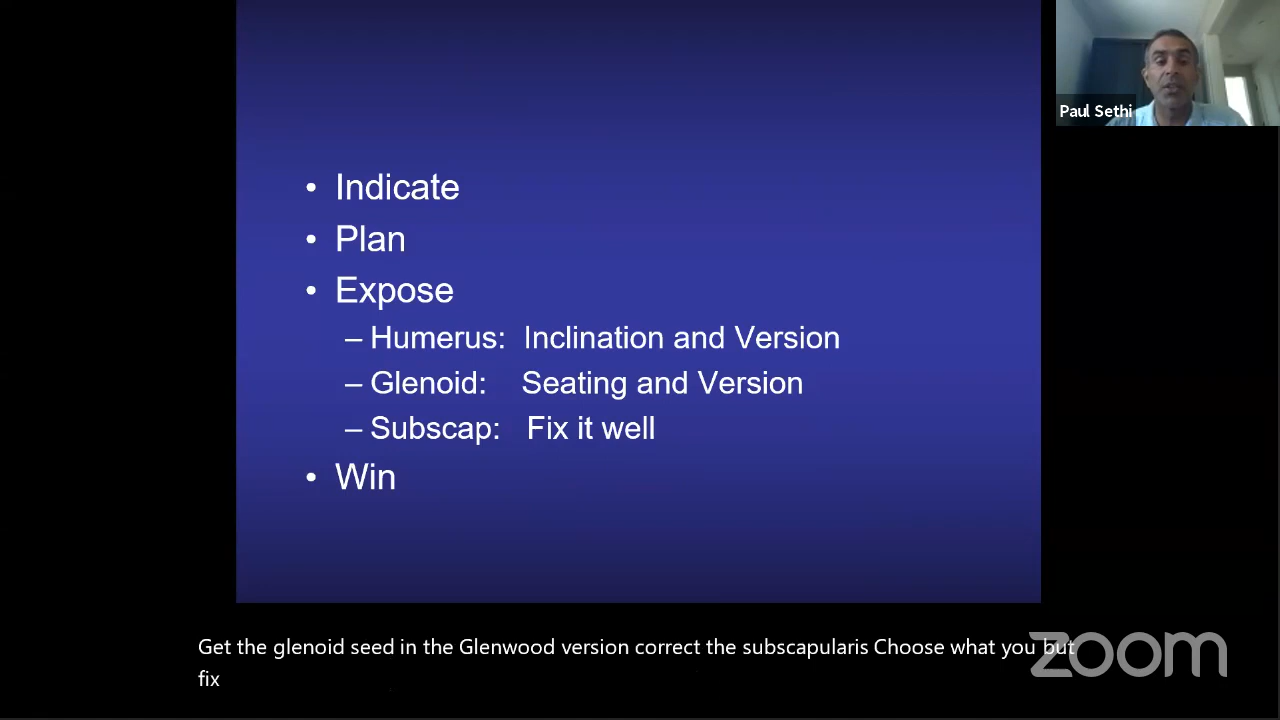 Paul Sethi
• Indicate
• Plan
• Expose
– Humerus: Inclination and Version
– Glenoid: Seating and Version
– Subscap: Fix it well
• Win
Get the glenoid seed in the Glenwood version correct the subscapularis Choose what you but
fix
zoom